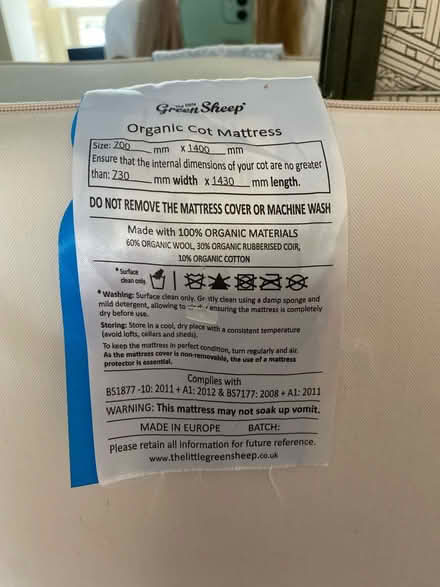 the little
Green Sheep
Organic Cot Mattress
Size: 700 mm x 1400 mm
Ensure that the internal dimensions of your cot are no greater
than: 730 mm width x 1430 mm length.
DO NOT REMOVE THE MATTRESS COVER OR MACHINE WASH
Made with 100% ORGANIC MATERIALS
60% ORGANIC WOOL, 30% ORGANIC RUBBERISED COIR,
10% ORGANIC COTTON
* Surface
clean only
* Washing: Surface clean only. Gently clean using a damp sponge and
mild detergent, allowing to ensuring the mattress is completely
dry before use.
Storing: Store in a cool, dry place with a consistent temperature
(avoid lofts, cellars and sheds).
To keep the mattress in perfect condition, turn regularly and air.
As the mattress cover is non-removable, the use of a mattress
protector is essential.
Complies with
BS1877 -10: 2011 + A1: 2012 & BS7177: 2008 + A1: 2011
WARNING: This mattress may not soak up vomit.
MADE IN EUROPE BATCH:
Please retain all information for future reference.
www.thelittlegreensheep.co.uk